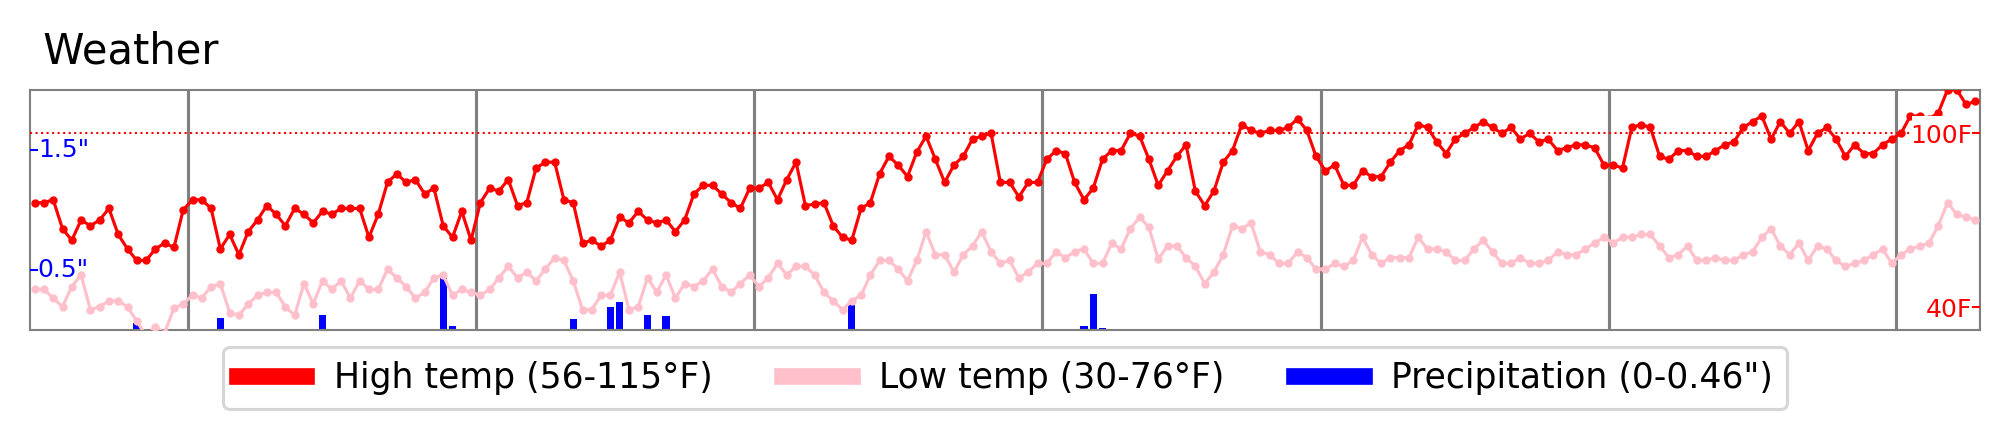 Weather
1.5"
100F
0.5"
40F
High temp (56-115°F) Low temp (30-76°F) Precipitation (0-0.46")